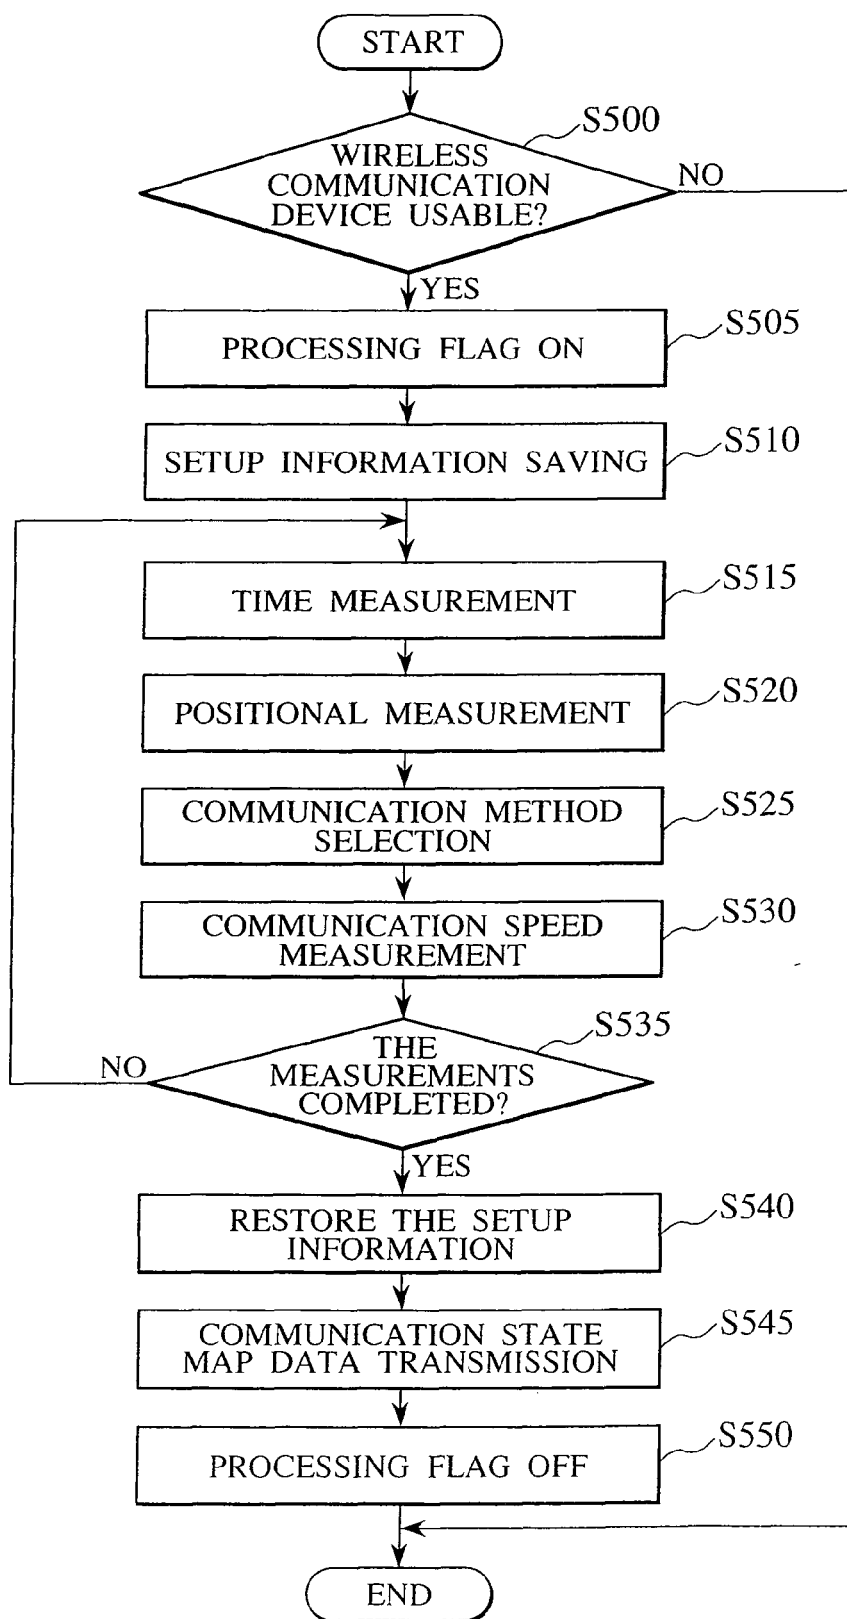 START
S500
WIRELESS
COMMUNICATION
DEVICE USABLE?
NO
YES
S505
PROCESSING FLAG ON
S510
SETUP INFORMATION SAVING
S515
TIME MEASUREMENT
S520
POSITIONAL MEASUREMENT
S525
COMMUNICATION METHOD
SELECTION
S530
COMMUNICATION SPEED
MEASUREMENT
S535
THE
MEASUREMENTS
COMPLETED?
NO
YES
S540
RESTORE THE SETUP
INFORMATION
S545
COMMUNICATION STATE
MAP DATA TRANSMISSION
S550
PROCESSING FLAG OFF
END